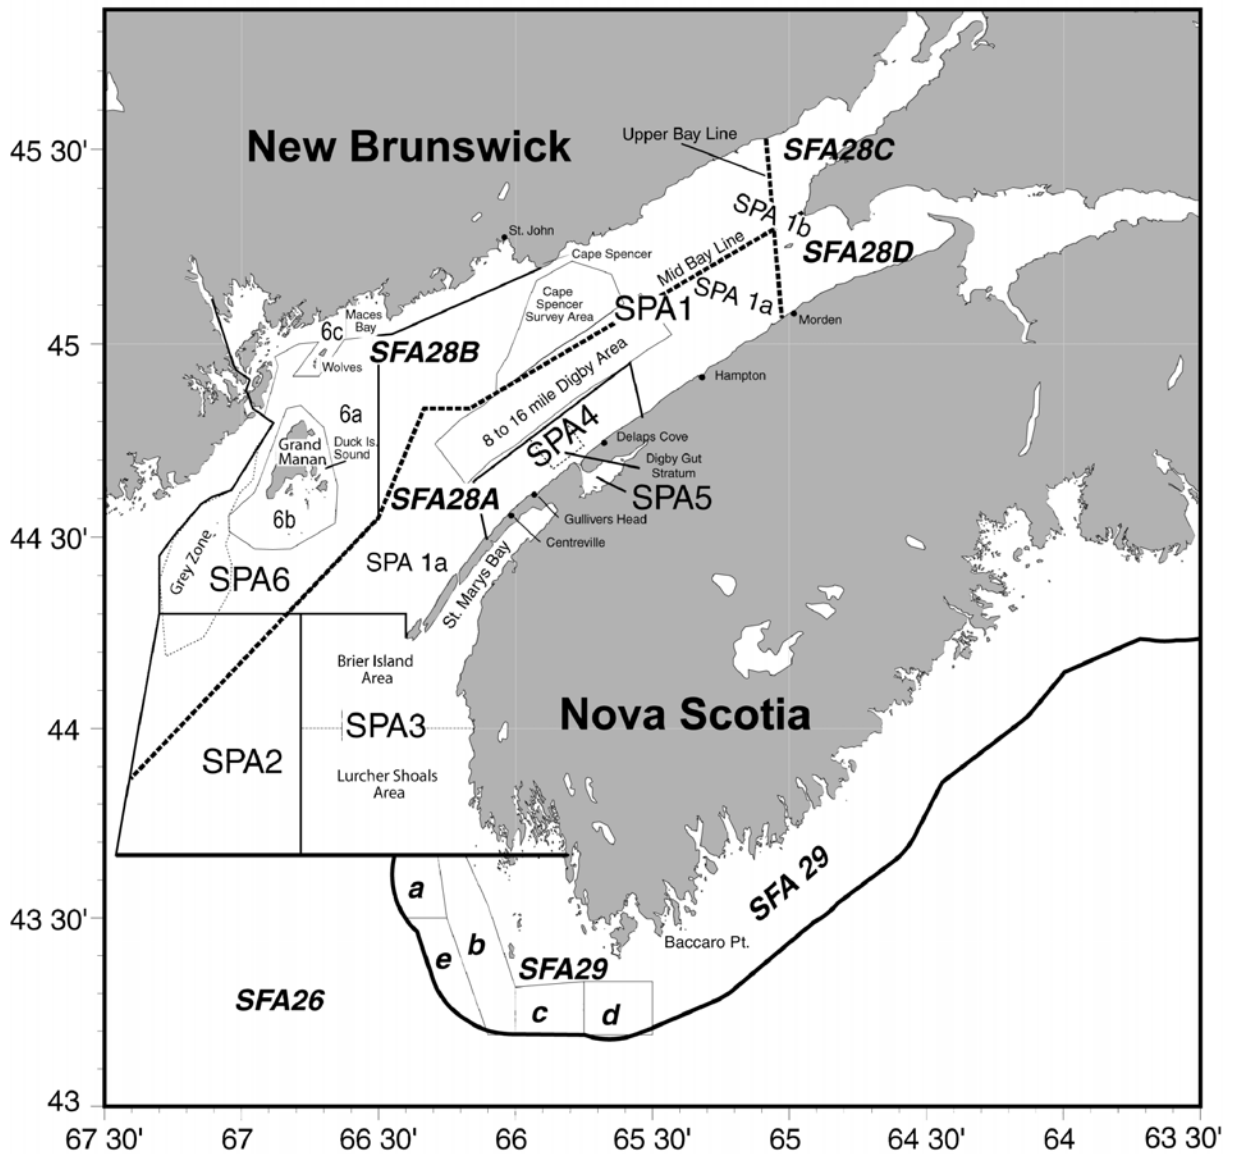 45 30'
New Brunswick
Upper Bay Line
SFA28C
SPA 1b
St. John
Mid Bay Line
SFA28D
Cape Spencer
Cape
Spencer
Survey Area
SPA1
SPA 1a
Morden
Maces
Bay
6c
45
SFA28B
Wolves
8 to 16 mile Digby Area
Hampton
6a
Grand
Manan
Duck Is.
Sound
SPA4
Delaps Cove
Digby Gut
Stratum
SFA28A
SPA5
6b
Gullivers Head
44 30'
Centreville
Grey Zone
SPA 1a
St. Marys Bay
SPA6
Brier Island
Area
Nova Scotia
44
SPA3
SPA2
Lurcher Shoals
Area
SFA 29
a
43 30'
b
Baccaro Pt.
e
SFA29
SFA26
c
d
43
67 30'
67
66 30'
66
65 30'
65
64 30'
64
63 30'